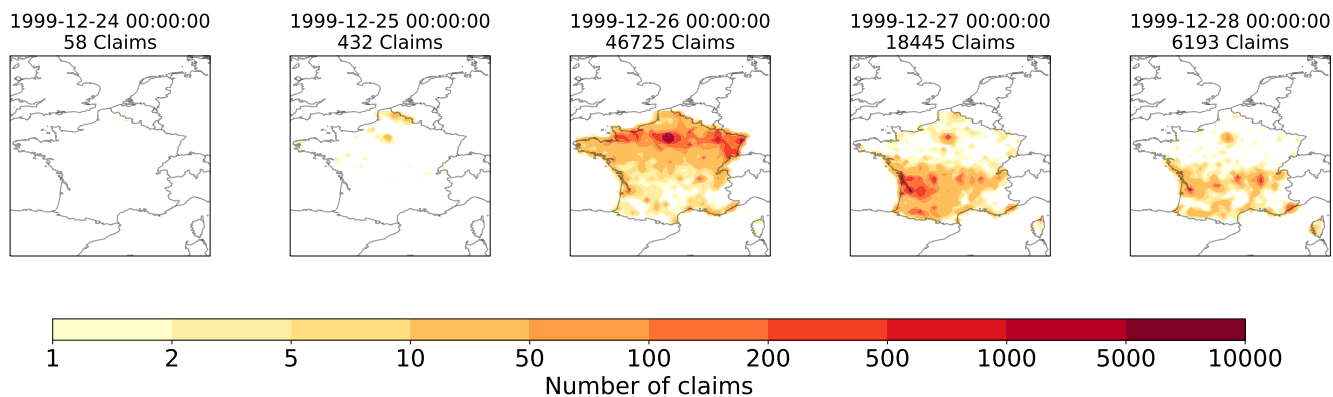 1999-12-24 00:00:00
58 Claims
1999-12-25 00:00:00
432 Claims
1999-12-26 00:00:00
46725 Claims
1999-12-27 00:00:00
18445 Claims
1999-12-28 00:00:00
6193 Claims
1 2 5 10 50 100 200 500 1000 5000 10000
Number of claims